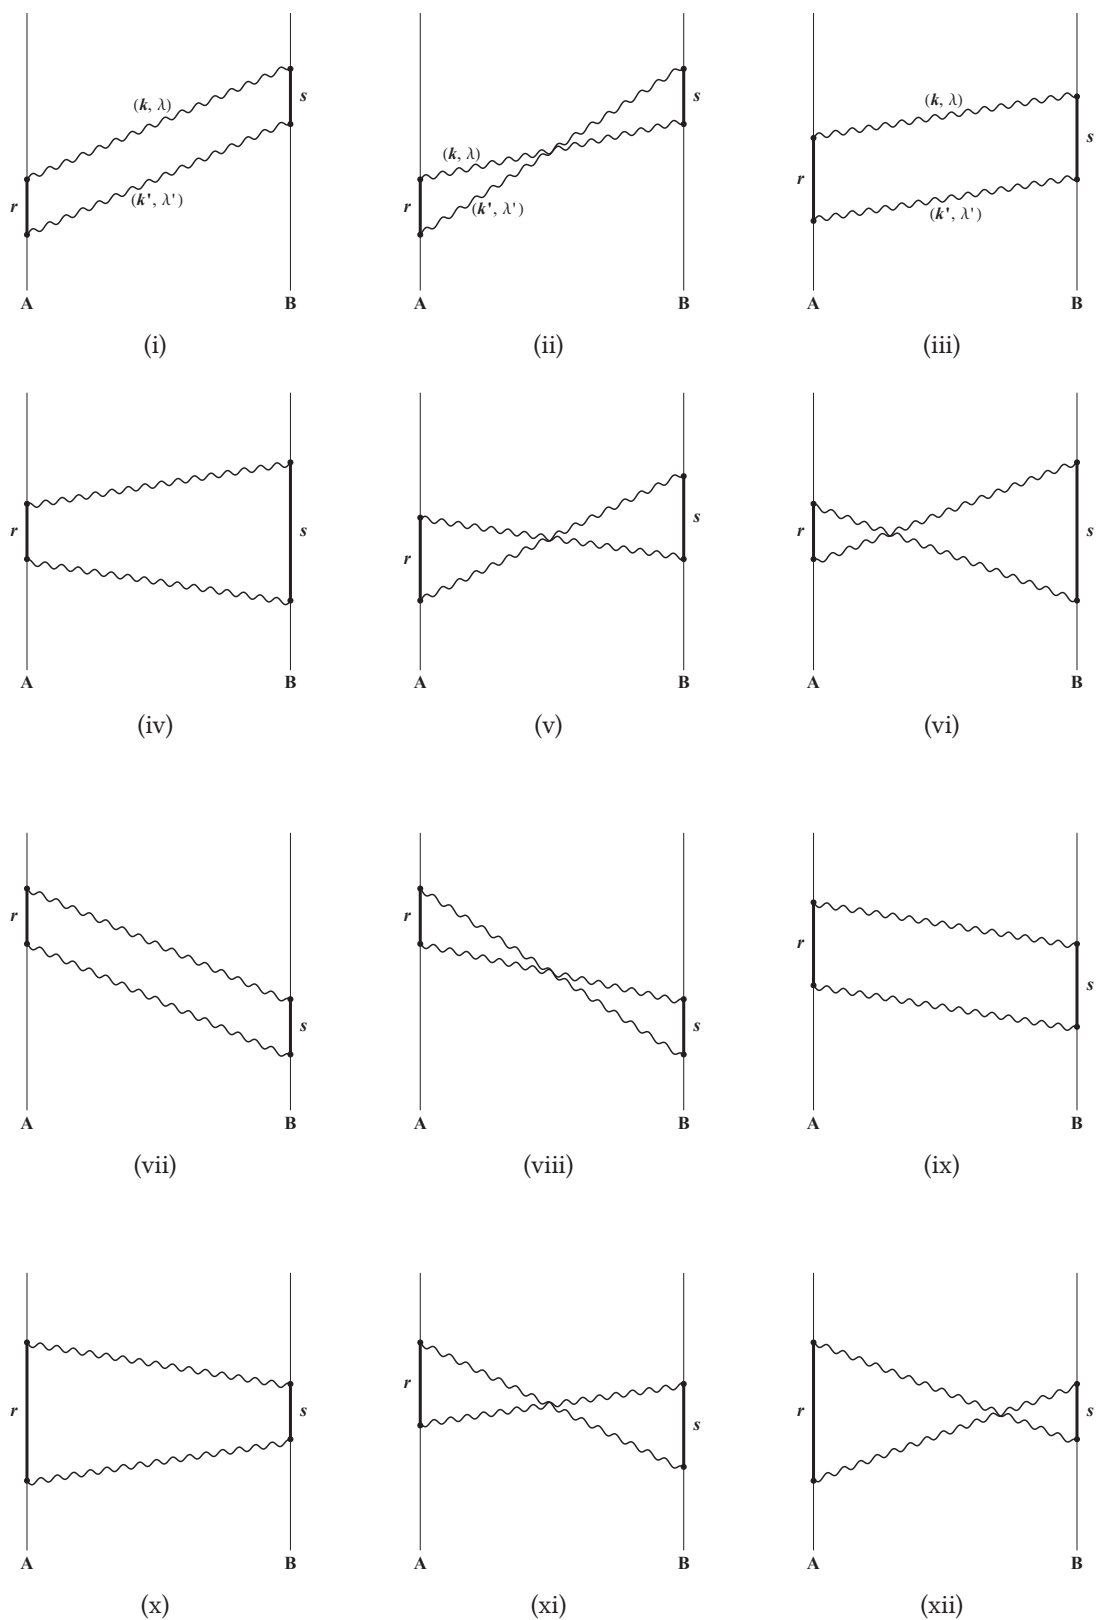 (k, λ)
s
(k', λ')
r
A B
(i)
(k, λ)
s
(k', λ')
r
A B
(ii)
(k, λ)
s
r
(k', λ')
A B
(iii)
r s
A B
(iv)
s
r
A B
(v)
r s
A B
(vi)
r
s
A B
(vii)
r
s
A B
(viii)
r
s
A B
(ix)
r s
A B
(x)
r
s
A B
(xi)
r s
A B
(xii)